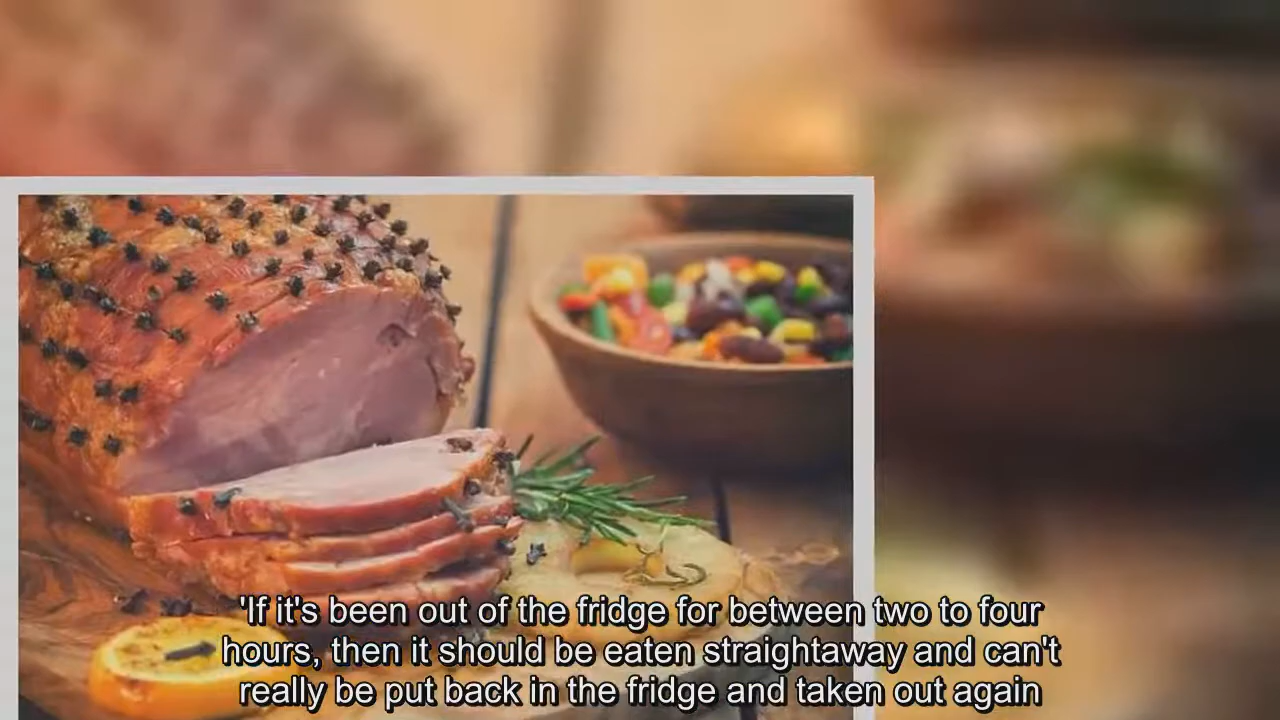 'If it's been out of the fridge for between two to four
hours, then it should be eaten straightaway and can't
really be put back in the fridge and taken out again